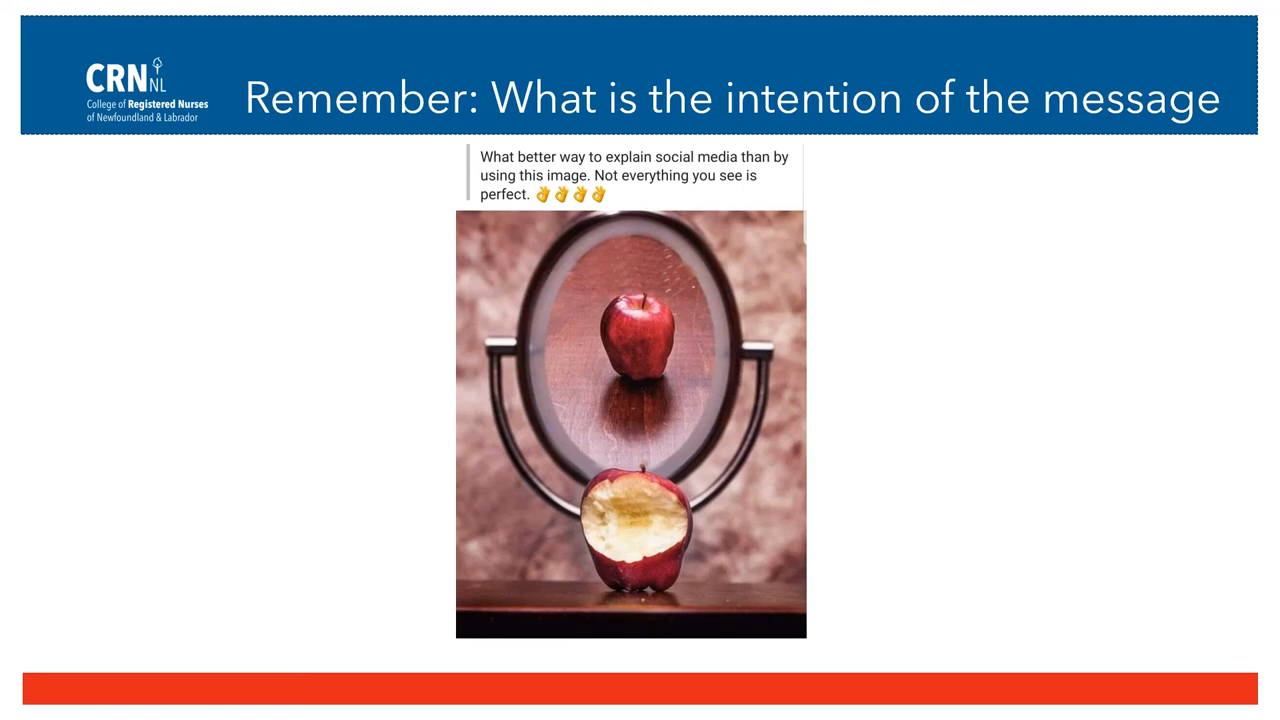 CRN NL
College of Registered Nurses
of Newfoundland & Labrador
Remember: What is the intention of the message
What better way to explain social media than by
using this image. Not everything you see is
perfect. 👌👌👌👌